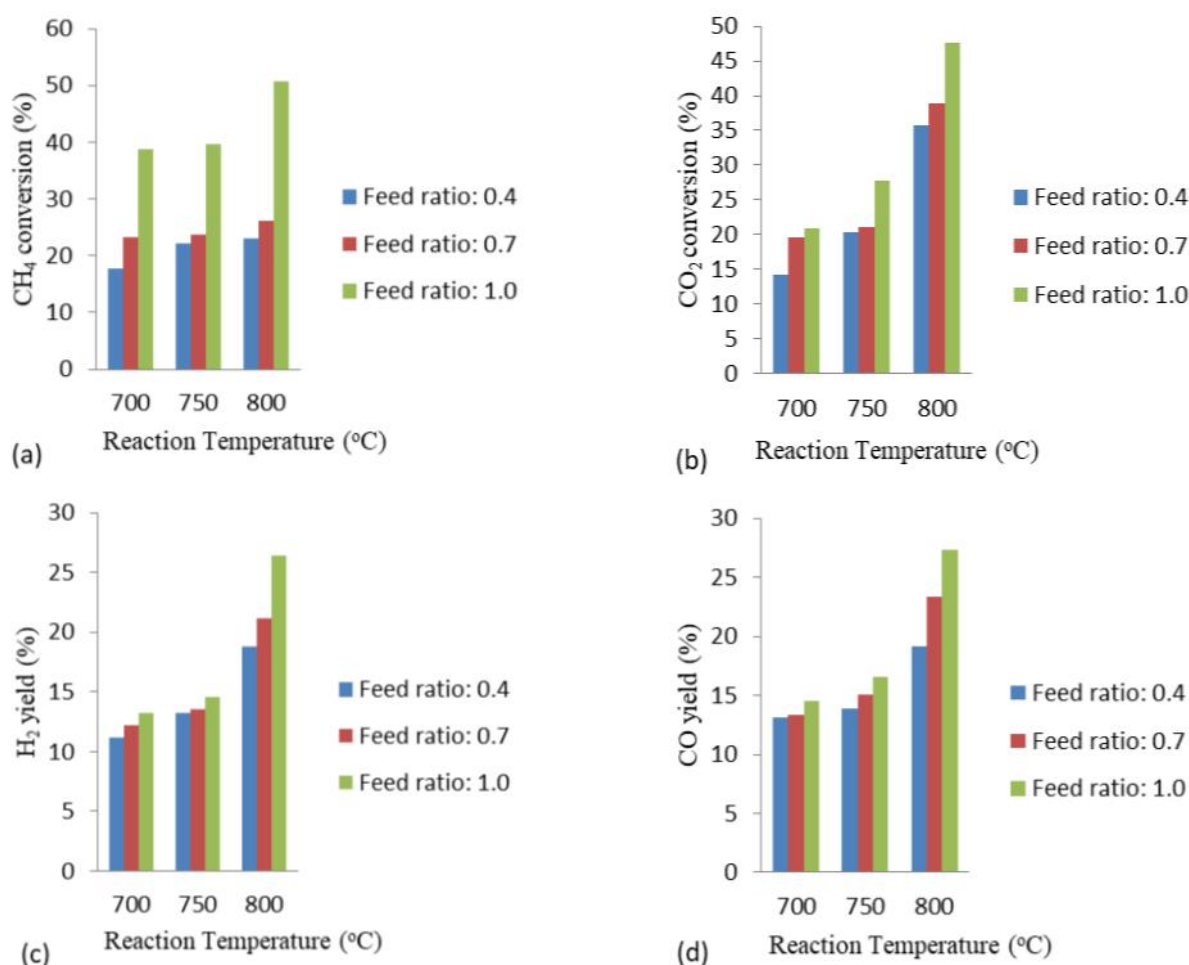 60
50
40
30
20
10
0
CH₄ conversion (%)
700 750 800
Reaction Temperature (°C)
Feed ratio: 0.4
Feed ratio: 0.7
Feed ratio: 1.0
(a)
50
45
40
35
30
25
20
15
10
5
0
CO₂ conversion (%)
700 750 800
Reaction Temperature (°C)
Feed ratio: 0.4
Feed ratio: 0.7
Feed ratio: 1.0
(b)
30
25
20
15
10
5
0
H₂ yield (%)
700 750 800
Reaction Temperature (°C)
Feed ratio: 0.4
Feed ratio: 0.7
Feed ratio: 1.0
(c)
30
25
20
15
10
5
0
CO yield (%)
700 750 800
Reaction Temperature (°C)
Feed ratio: 0.4
Feed ratio: 0.7
Feed ratio: 1.0
(d)